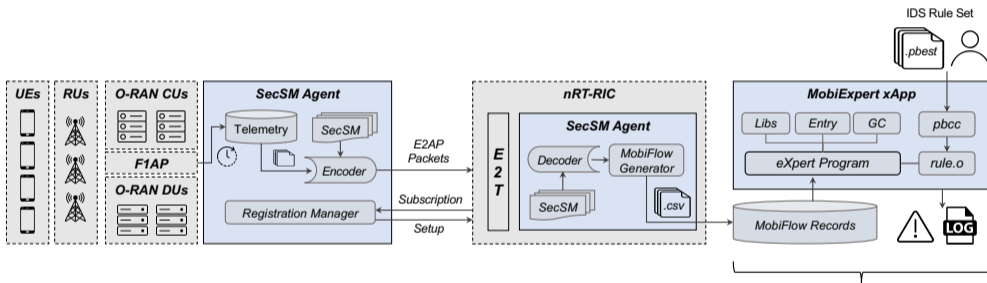 IDS Rule Set
.pbest
UEs
RUs
O-RAN CUs
F1AP
O-RAN DUs
SecSM Agent
Telemetry
SecSM
Encoder
Registration Manager
E2AP
Packets
Subscription
Setup
nRT-RIC
E2T
SecSM Agent
Decoder
MobiFlow
Generator
SecSM
.csv
MobiExpert xApp
Libs
Entry
GC
pbcc
eXpert Program
rule.o
MobiFlow Records
LOG